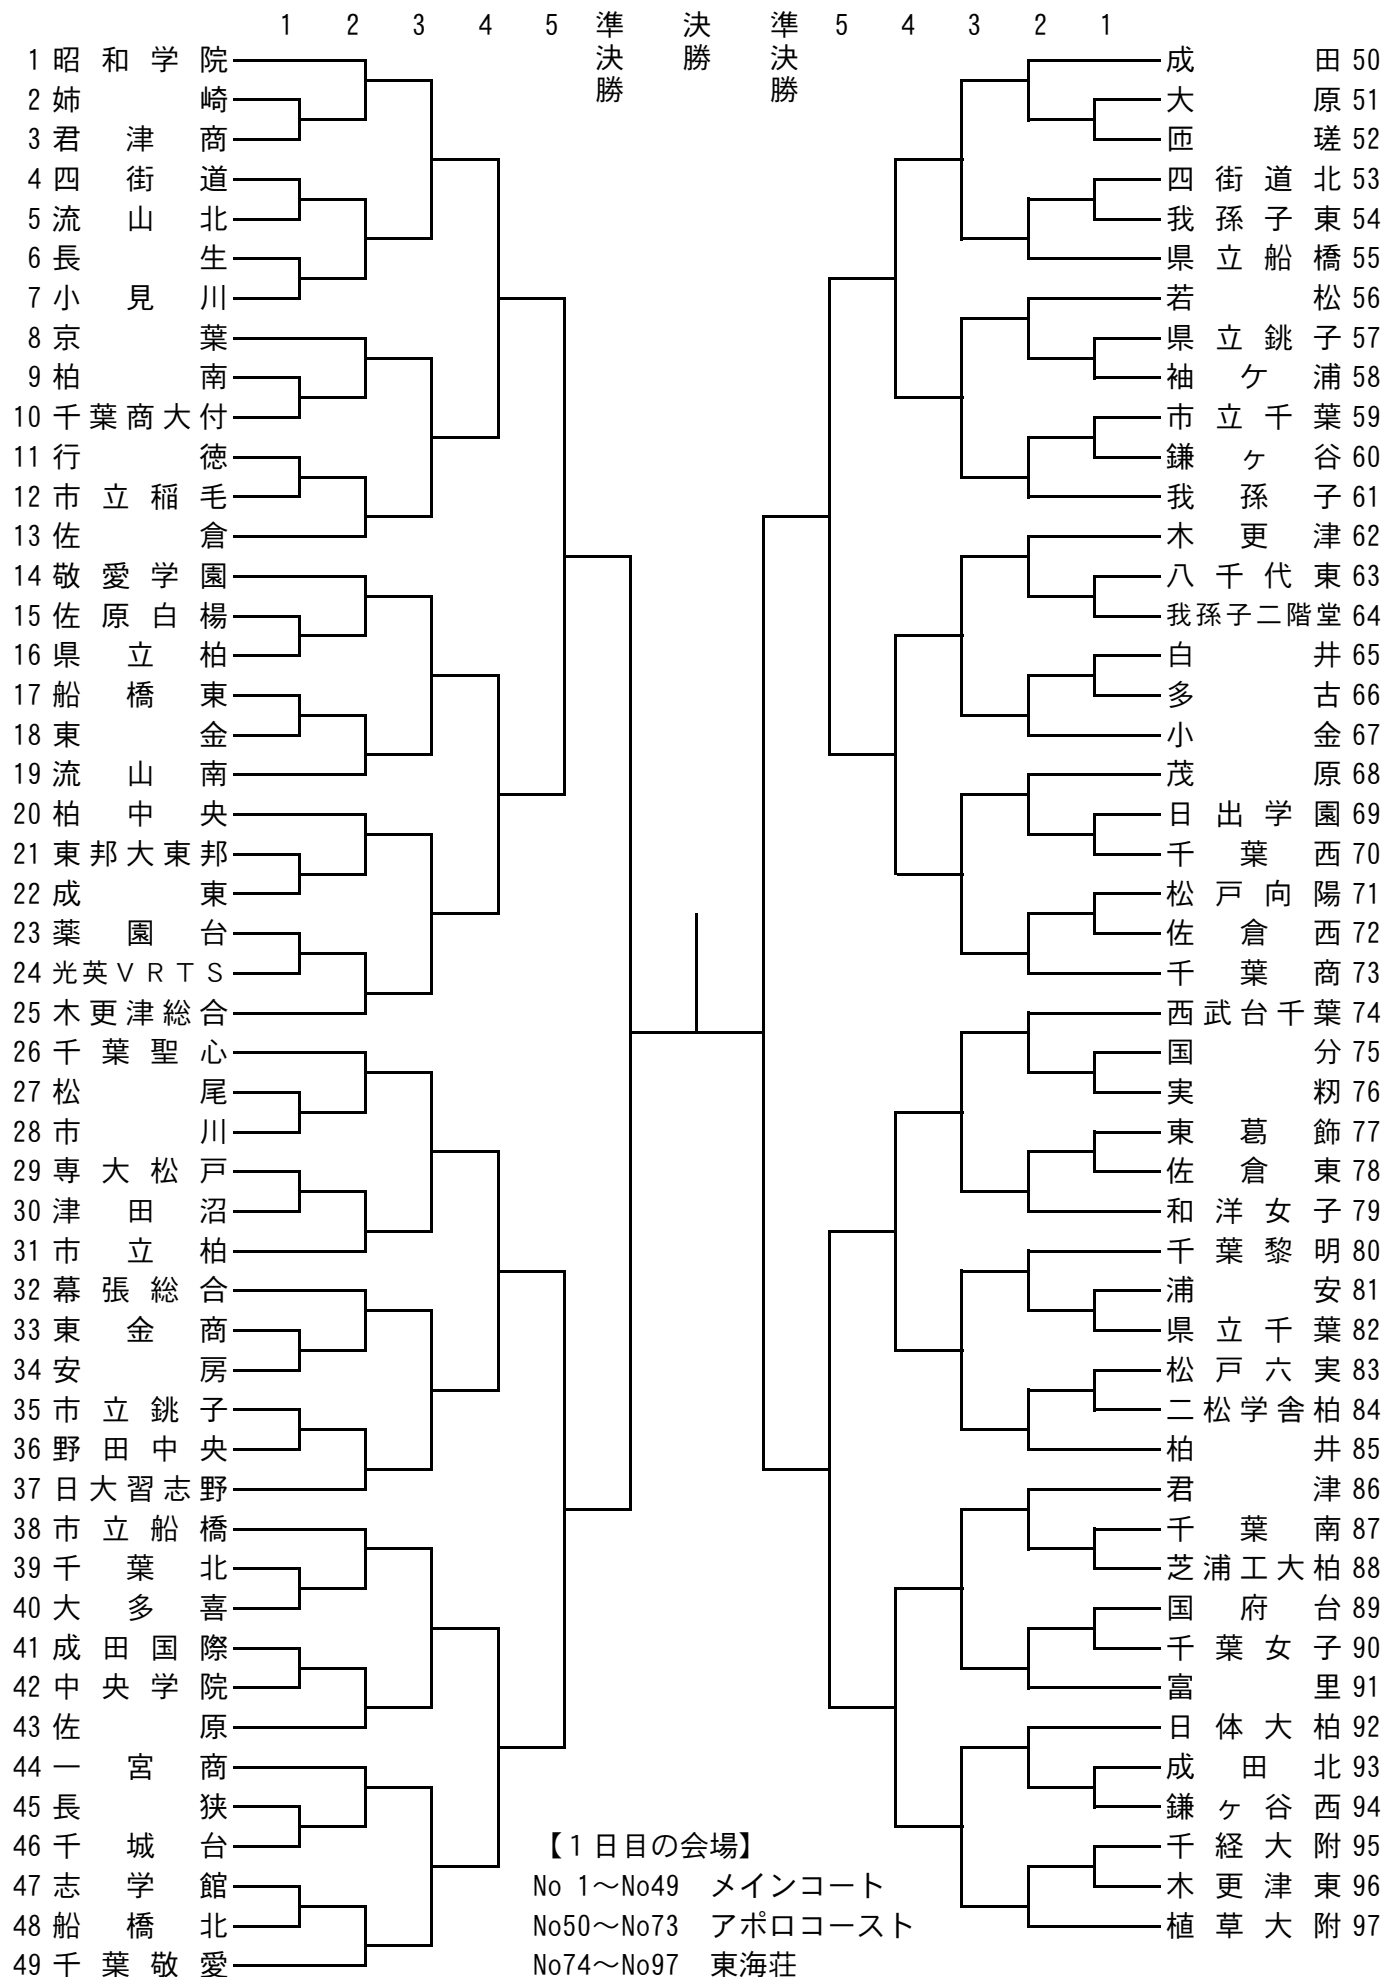 1 2 3 4 5 準決勝 決勝 準決勝 5 4 3 2 1
1 昭和学院
2 姉崎
3 君津商
4 四街道
5 流山北
6 長生
7 小見川
8 京葉
9 柏南
10 千葉商大付
11 行徳
12 市立稲毛
13 佐倉
14 敬愛学園
15 佐原白楊
16 県立柏
17 船橋東
18 東金
19 流山南
20 柏中央
21 東邦大東邦
22 成東
23 薬園台
24 光英VRTS
25 木更津総合
26 千葉聖心
27 松尾
28 市川
29 専大松戸
30 津田沼
31 市立柏
32 幕張総合
33 東金商
34 安房
35 市立銚子
36 野田中央
37 日大習志野
38 市立船橋
39 千葉北
40 大多喜
41 成田国際
42 中央学院
43 佐原
44 一宮商
45 長狭
46 千城台
47 志学館
48 船橋北
49 千葉敬愛
成田 50
大原 51
匝瑳 52
四街道北 53
我孫子東 54
県立船橋 55
若松 56
県立銚子 57
袖ケ浦 58
市立千葉 59
鎌ヶ谷 60
我孫子 61
木更津 62
八千代東 63
我孫子二階堂 64
白井 65
多古 66
小金 67
茂原 68
日出学園 69
千葉西 70
松戸向陽 71
佐倉西 72
千葉商 73
西武台千葉 74
国分 75
実籾 76
東葛飾 77
佐倉東 78
和洋女子 79
千葉黎明 80
浦安 81
県立千葉 82
松戸六実 83
二松学舎柏 84
柏井 85
君津 86
千葉南 87
芝浦工大柏 88
国府台 89
千葉女子 90
富里 91
日体大柏 92
成田北 93
鎌ヶ谷西 94
千経大附 95
木更津東 96
植草大附 97
【1日目の会場】
No 1～No49 メインコート
No50～No73 アポロコースト
No74～No97 東海荘